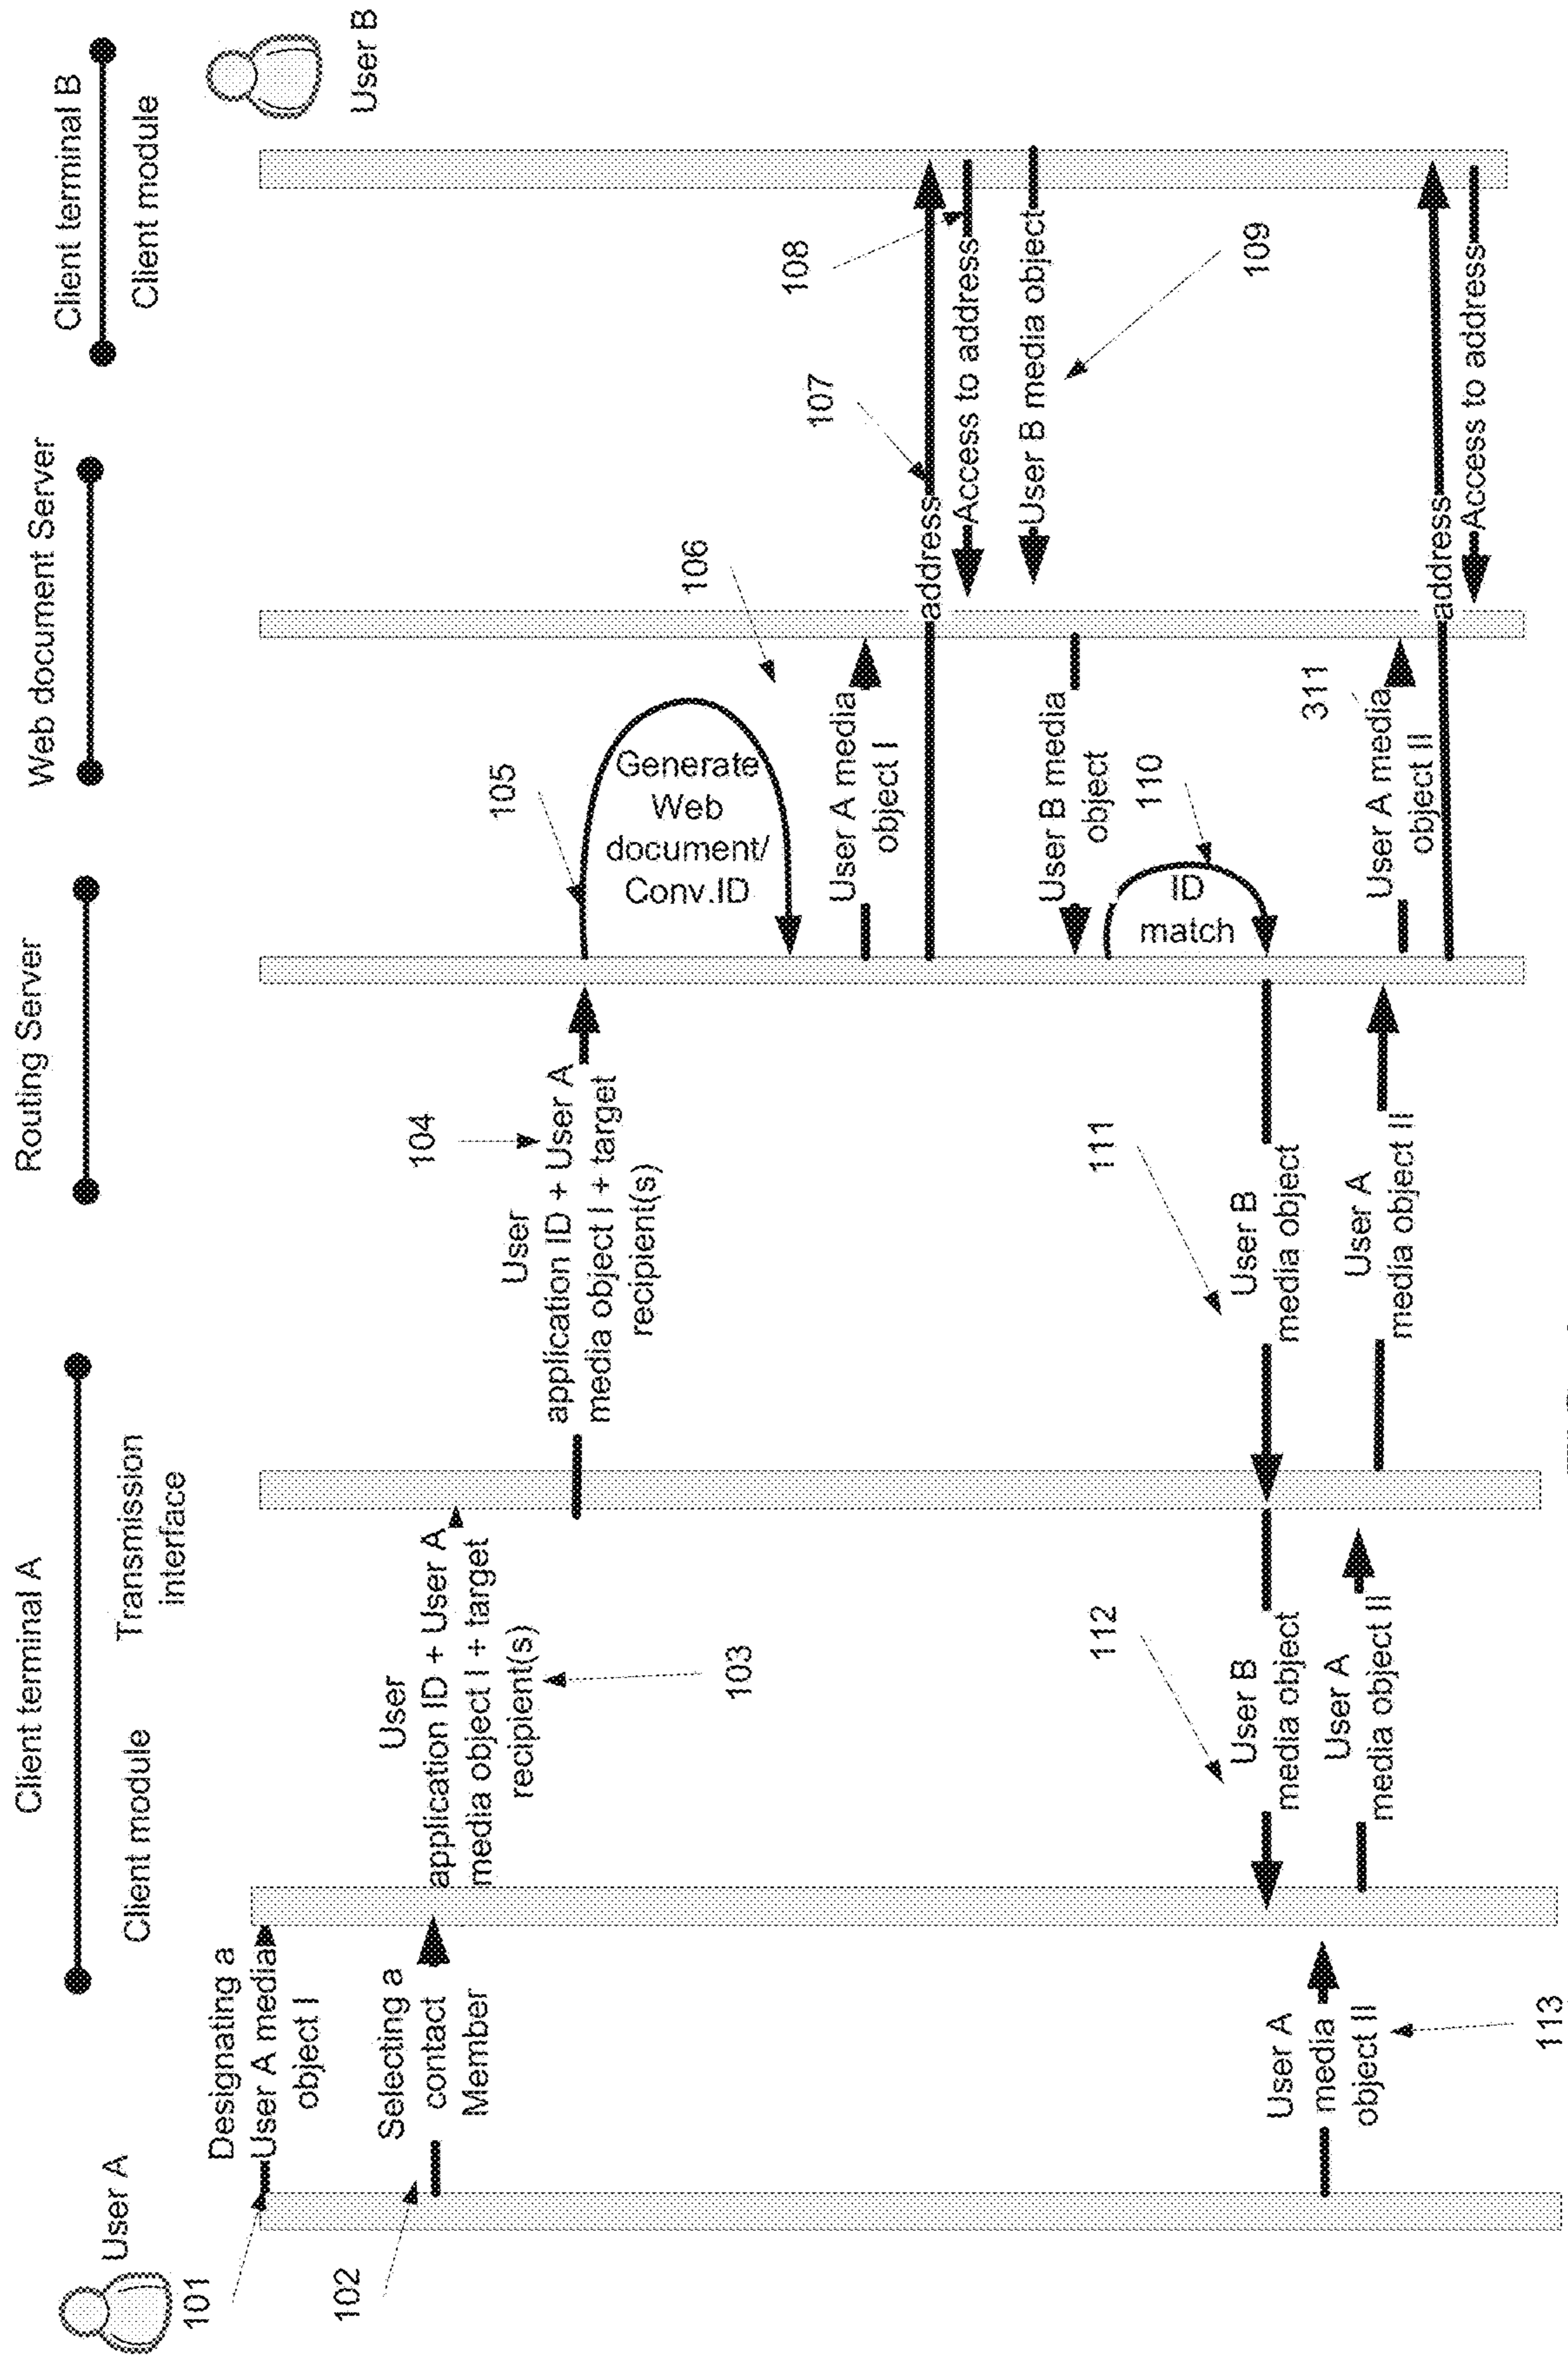 Client terminal A
Routing Server
Web document Server
Client terminal B
Client module
Transmission
interface
Client module
User A
User B
101
Designating a
User A media
object I
102
Selecting a
contact
Member
User
application ID + User A
media object I + target
recipient(s)
103
104
User
application ID + User A
media object I + target
recipient(s)
105
Generate
Web
document/
Conv.ID
106
User A media
object I
107
address
108
Access to address
User B media object
109
User B media
object
110
ID
match
111
User B
media object
112
User B
media object
User A
media
object II
113
User A
media object II
User A
media object II
311
User A media
object II
address
Access to address